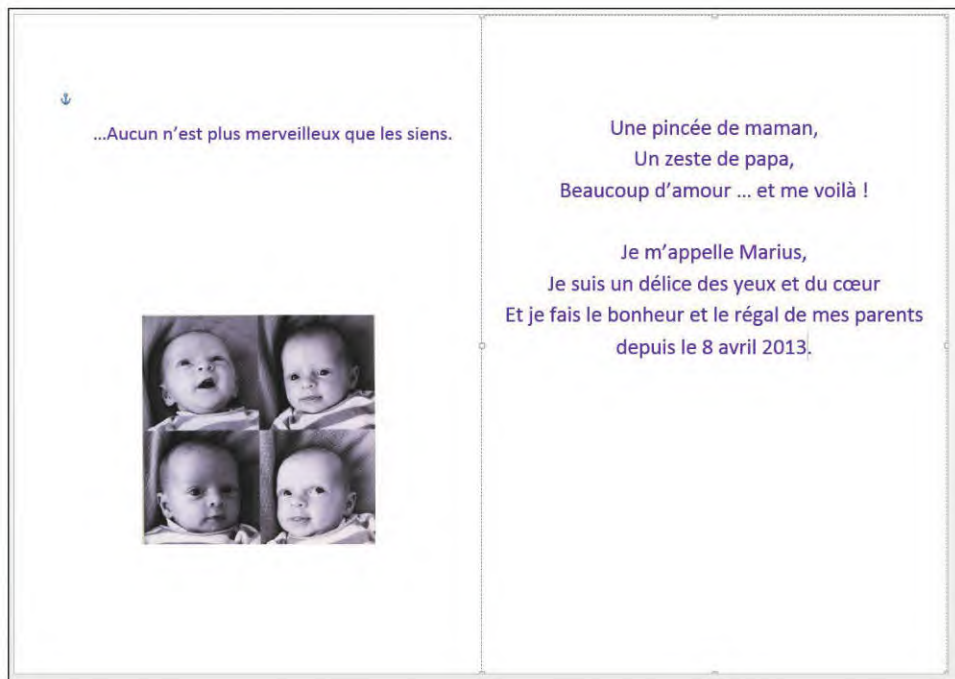 ...Aucun n’est plus merveilleux que les siens.
Une pincée de maman,
Un zeste de papa,
Beaucoup d’amour ... et me voilà !
Je m’appelle Marius,
Je suis un délice des yeux et du cœur
Et je fais le bonheur et le régal de mes parents
depuis le 8 avril 2013.